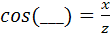 cos(___) = x/z